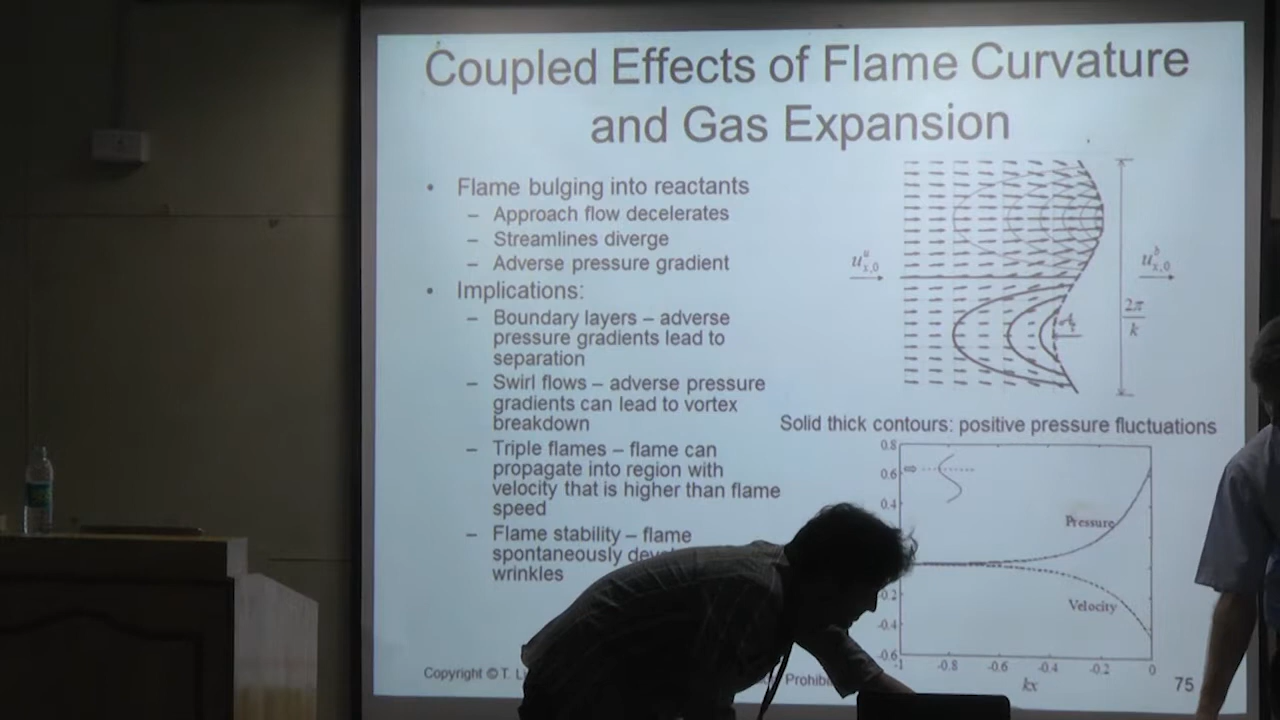 Coupled Effects of Flame Curvature
and Gas Expansion
• Flame bulging into reactants
– Approach flow decelerates
– Streamlines diverge
– Adverse pressure gradient
• Implications:
– Boundary layers – adverse
pressure gradients lead to
separation
– Swirl flows – adverse pressure
gradients can lead to vortex
breakdown
– Triple flames – flame can
propagate into region with
velocity that is higher than flame
speed
– Flame stability – flame
spontaneously
wrinkles
u^u_{x,0}
u^b_{x,0}
2π
k
Solid thick contours: positive pressure fluctuations
0.8
0.6
0.4
Pressure
Velocity
-0.4
-0.6
-1 -0.8 -0.6 -0.4 -0.2 0
kx
Copyright © T.
75